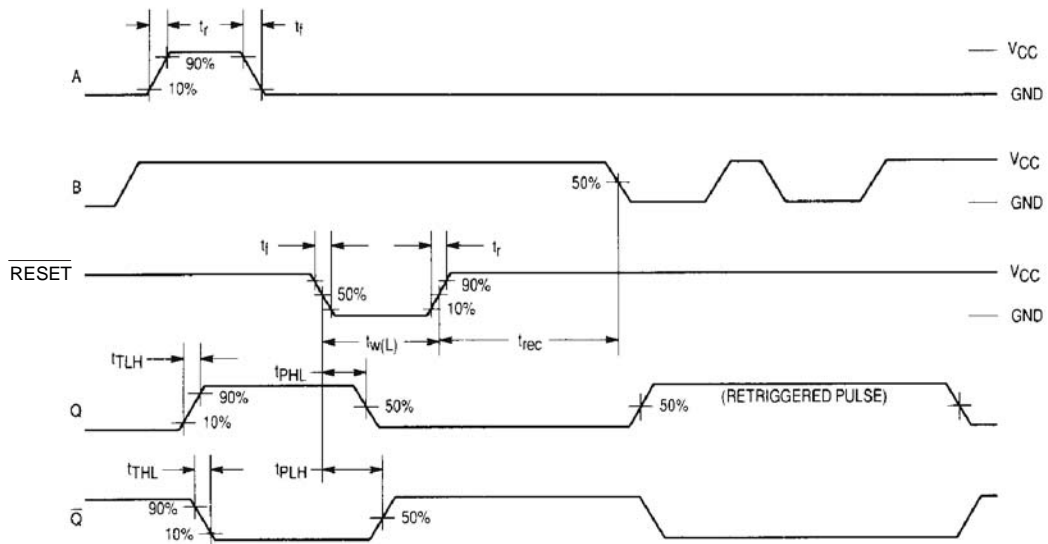 tr tf
VCC
90%
A
10%
GND
VCC
B 50%
GND
tf tr
RESET VCC
50% 90%
10%
GND
tw(L) trec
tTLH
tPHL
90% (RETRIGGERED PULSE)
Q 10% 50% 50%
tTHL tPLH
90%
Q 50%
10%